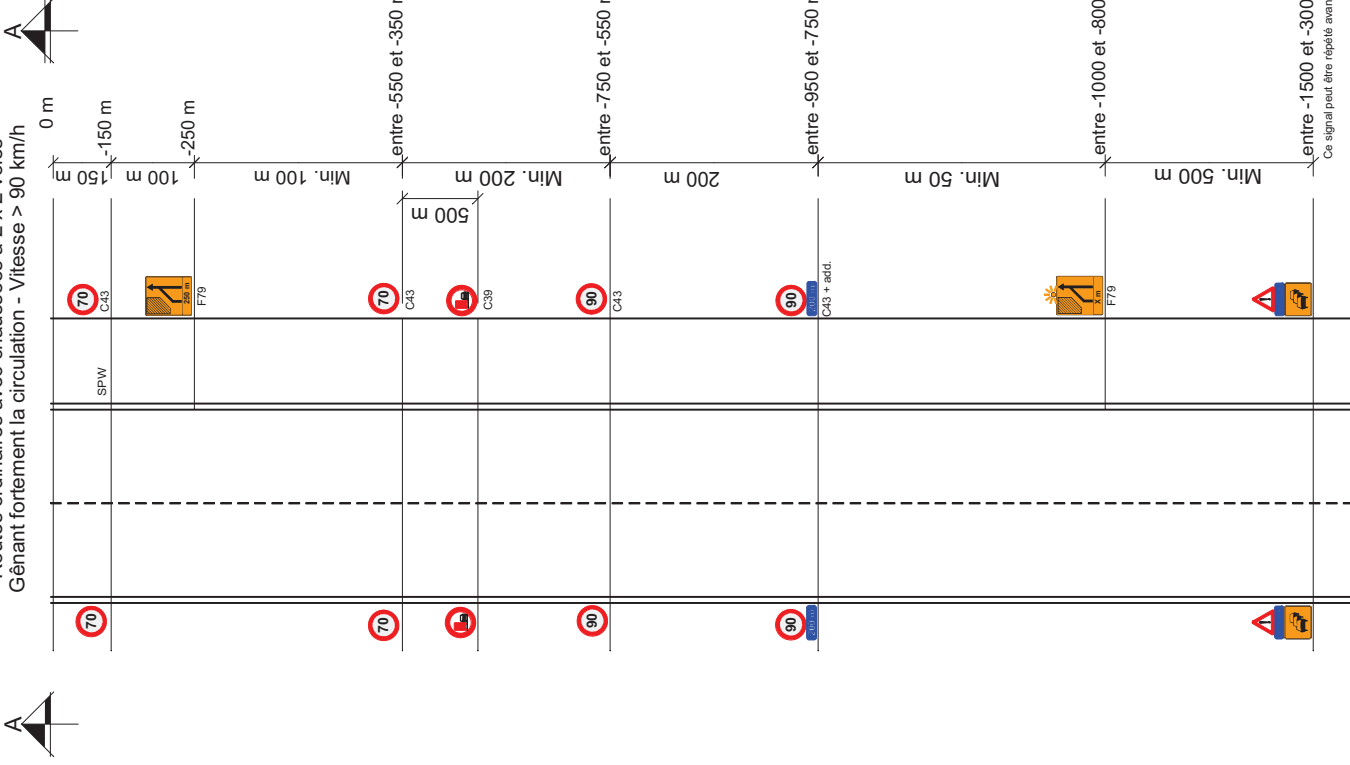 Gênant fortement la circulation - Vitesse > 90 km/h
A
A
0 m
-150 m
-250 m
entre -550 et -350 m
entre -750 et -550 m
entre -950 et -750 m
entre -1000 et -800
entre -1500 et -300
Ce signal peut être répété avan
150 m
100 m
Min. 100 m
Min. 200 m
500 m
200 m
Min. 50 m
Min. 500 m
70
C43
SPW
250 m
F79
70
C43
C39
90
C43
90
200 m
C43 + add.
X m
F79
70
70
90
90
200 m